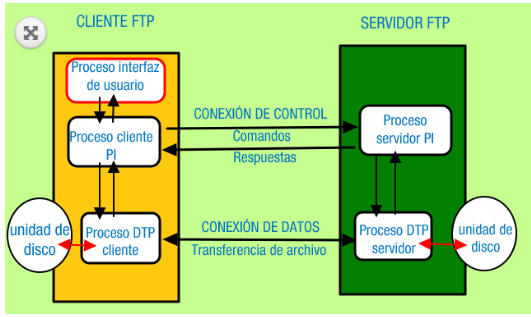 CLIENTE FTP
SERVIDOR FTP
Proceso interfaz
de usuario
Proceso cliente
PI
CONEXIÓN DE CONTROL
Comandos
Respuestas
Proceso
servidor PI
unidad de
disco
Proceso DTP
cliente
CONEXIÓN DE DATOS
Transferencia de archivo
Proceso DTP
servidor
unidad de
disco